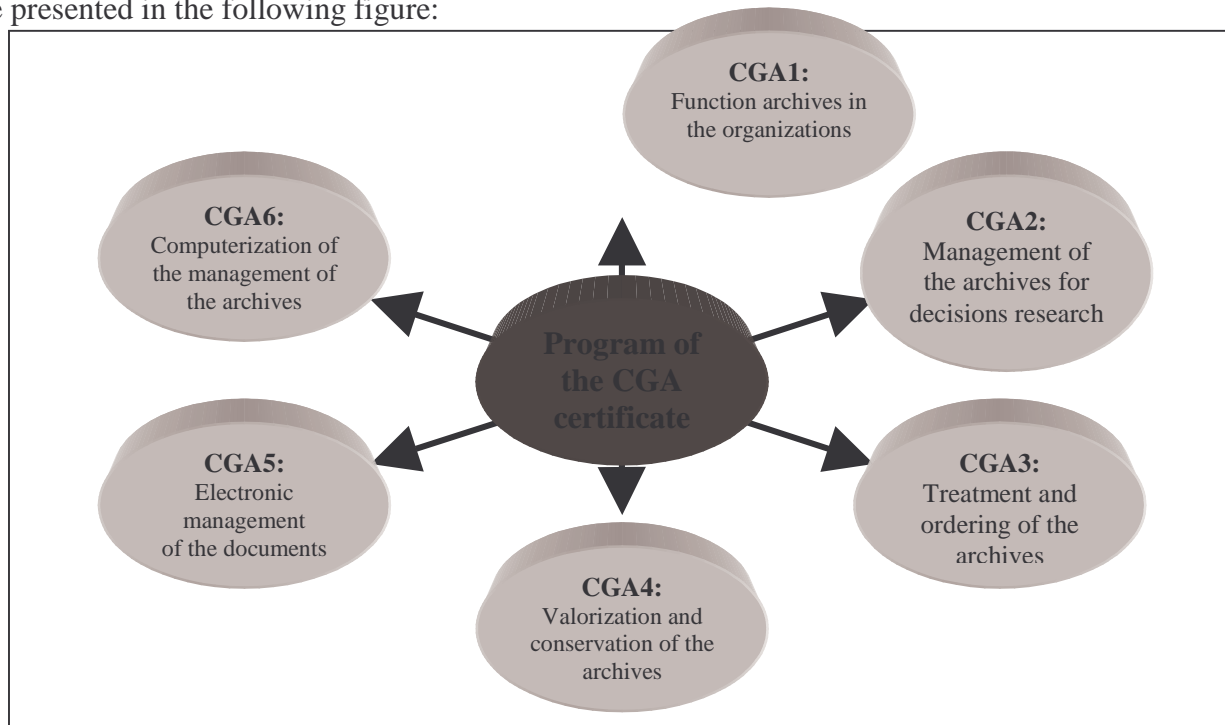 e presented in the following figure:
CGA1:
Function archives in
the organizations
CGA2:
Management of
the archives for
decisions research
CGA3:
Treatment and
ordering of the
archives
CGA4:
Valorization and
conservation of the
archives
CGA5:
Electronic
management
of the documents
CGA6:
Computerization of
the management of
the archives
Program of
the CGA
certificate